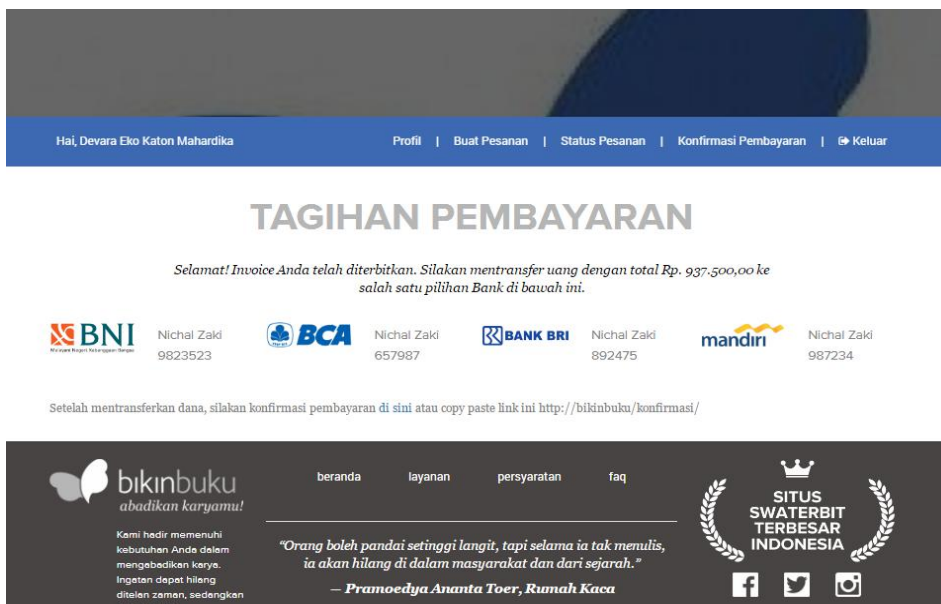 Hai, Devara Eko Katon Mahardika
Profil | Buat Pesanan | Status Pesanan | Konfirmasi Pembayaran | Keluar
TAGIHAN PEMBAYARAN
Selamat! Invoice Anda telah diterbitkan. Silakan mentransfer uang dengan total Rp. 937.500,00 ke
salah satu pilihan Bank di bawah ini.
BNI
Nichal Zaki
9823523
BCA
Nichal Zaki
657987
BANK BRI
Nichal Zaki
892475
mandiri
Nichal Zaki
987234
Setelah mentransferkan dana, silakan konfirmasi pembayaran di sini atau copy paste link ini http://bikinbuku/konfirmasi/
bikinbuku
abadikan karyamu!
Kami hadir memenuhi
kebutuhan Anda dalam
mengabadikan karya.
Ingatan dapat hilang
ditelan zaman, sedangkan
beranda layanan persyaratan faq
“Orang boleh pandai setinggi langit, tapi selama ia tak menulis,
ia akan hilang di dalam masyarakat dan dari sejarah.”
— Pramoedya Ananta Toer, Rumah Kaca
SITUS
SWATERBIT
TERBESAR
INDONESIA